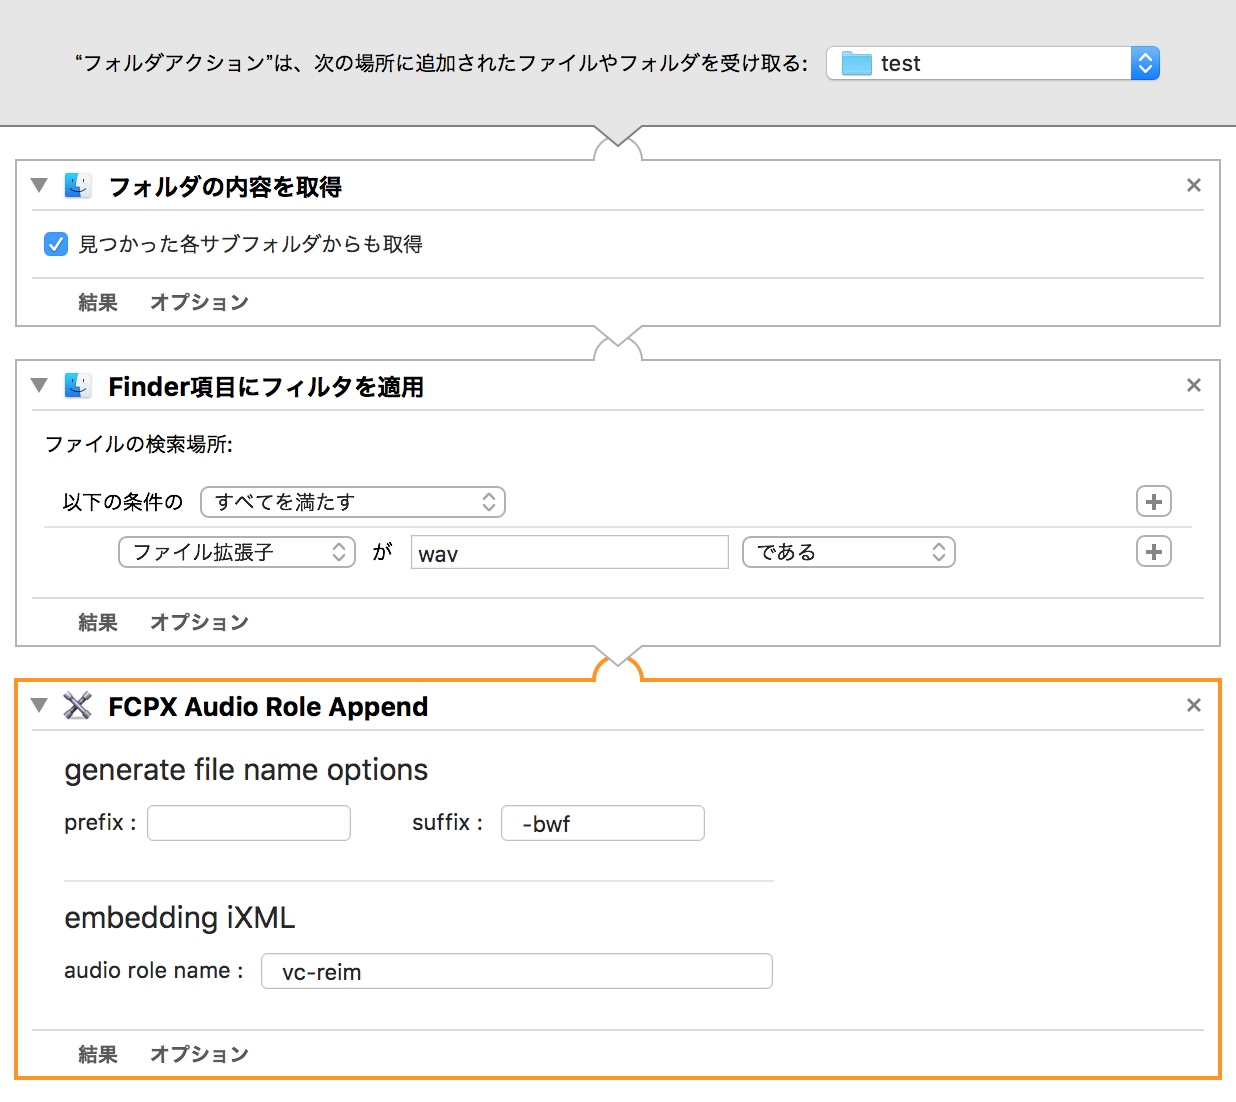 “フォルダアクション”は、次の場所に追加されたファイルやフォルダを受け取る: test
フォルダの内容を取得
見つかった各サブフォルダからも取得
結果 オプション
Finder項目にフィルタを適用
ファイルの検索場所:
以下の条件の すべてを満たす
ファイル拡張子 が wav である
結果 オプション
FCPX Audio Role Append
generate file name options
prefix : suffix : -bwf
embedding iXML
audio role name : vc-reim
結果 オプション